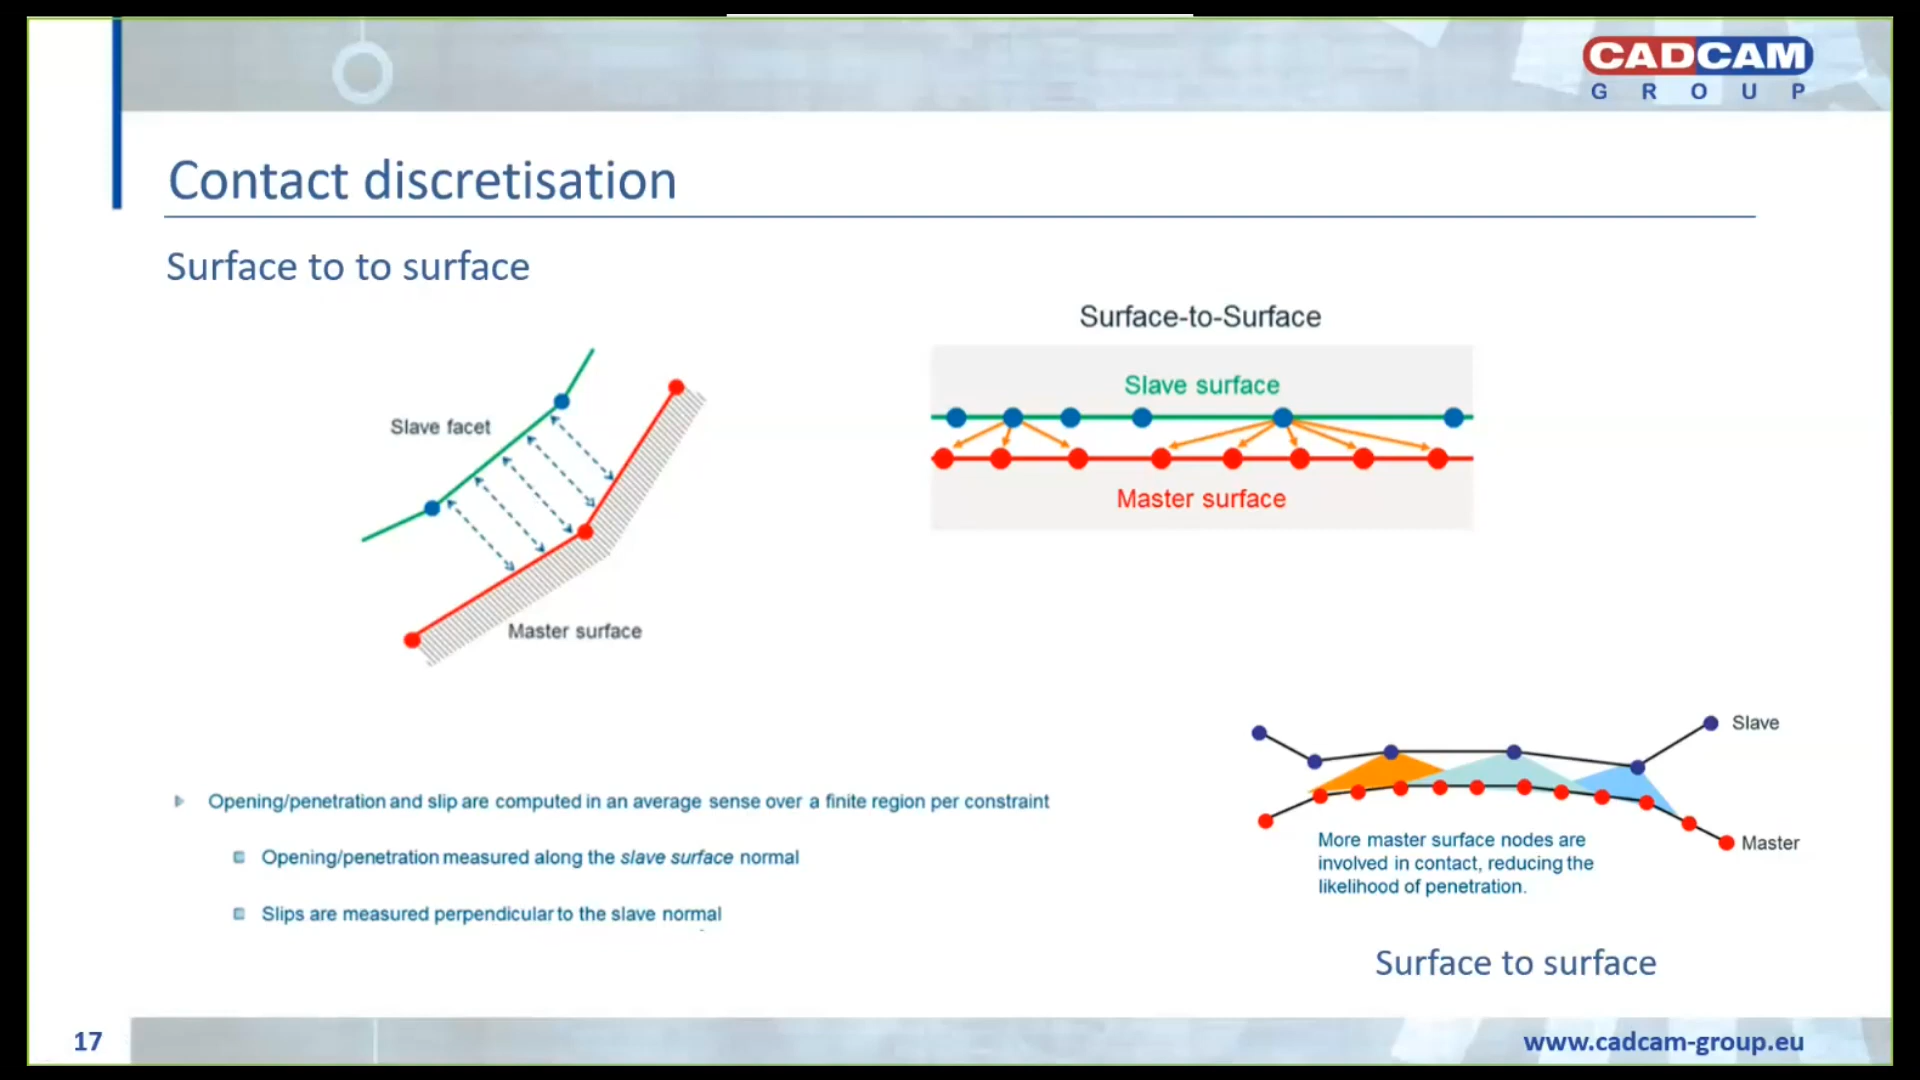 CADCAM
GROUP
Contact discretisation
Surface to to surface
Surface-to-Surface
Slave surface
Master surface
Slave facet
Master surface
Slave
Master
More master surface nodes are
involved in contact, reducing the
likelihood of penetration.
Opening/penetration and slip are computed in an average sense over a finite region per constraint
Opening/penetration measured along the slave surface normal
Slips are measured perpendicular to the slave normal
Surface to surface
17
www.cadcam-group.eu